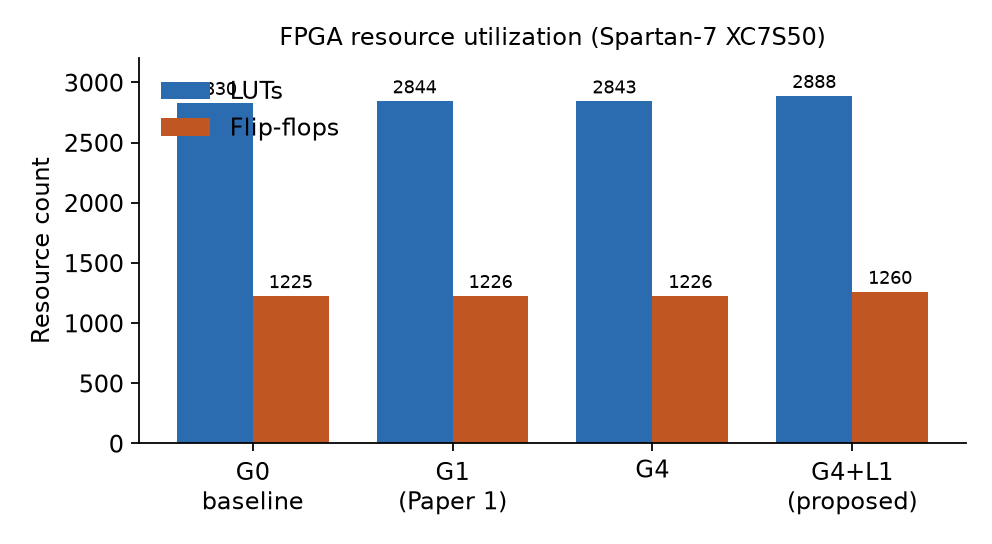 FPGA resource utilization (Spartan-7 XC7S50)
LUTs
Flip-flops
Resource count
3000
2500
2000
1500
1000
500
0
830
1225
2844
1226
2843
1226
2888
1260
G0
baseline
G1
(Paper 1)
G4
G4+L1
(proposed)